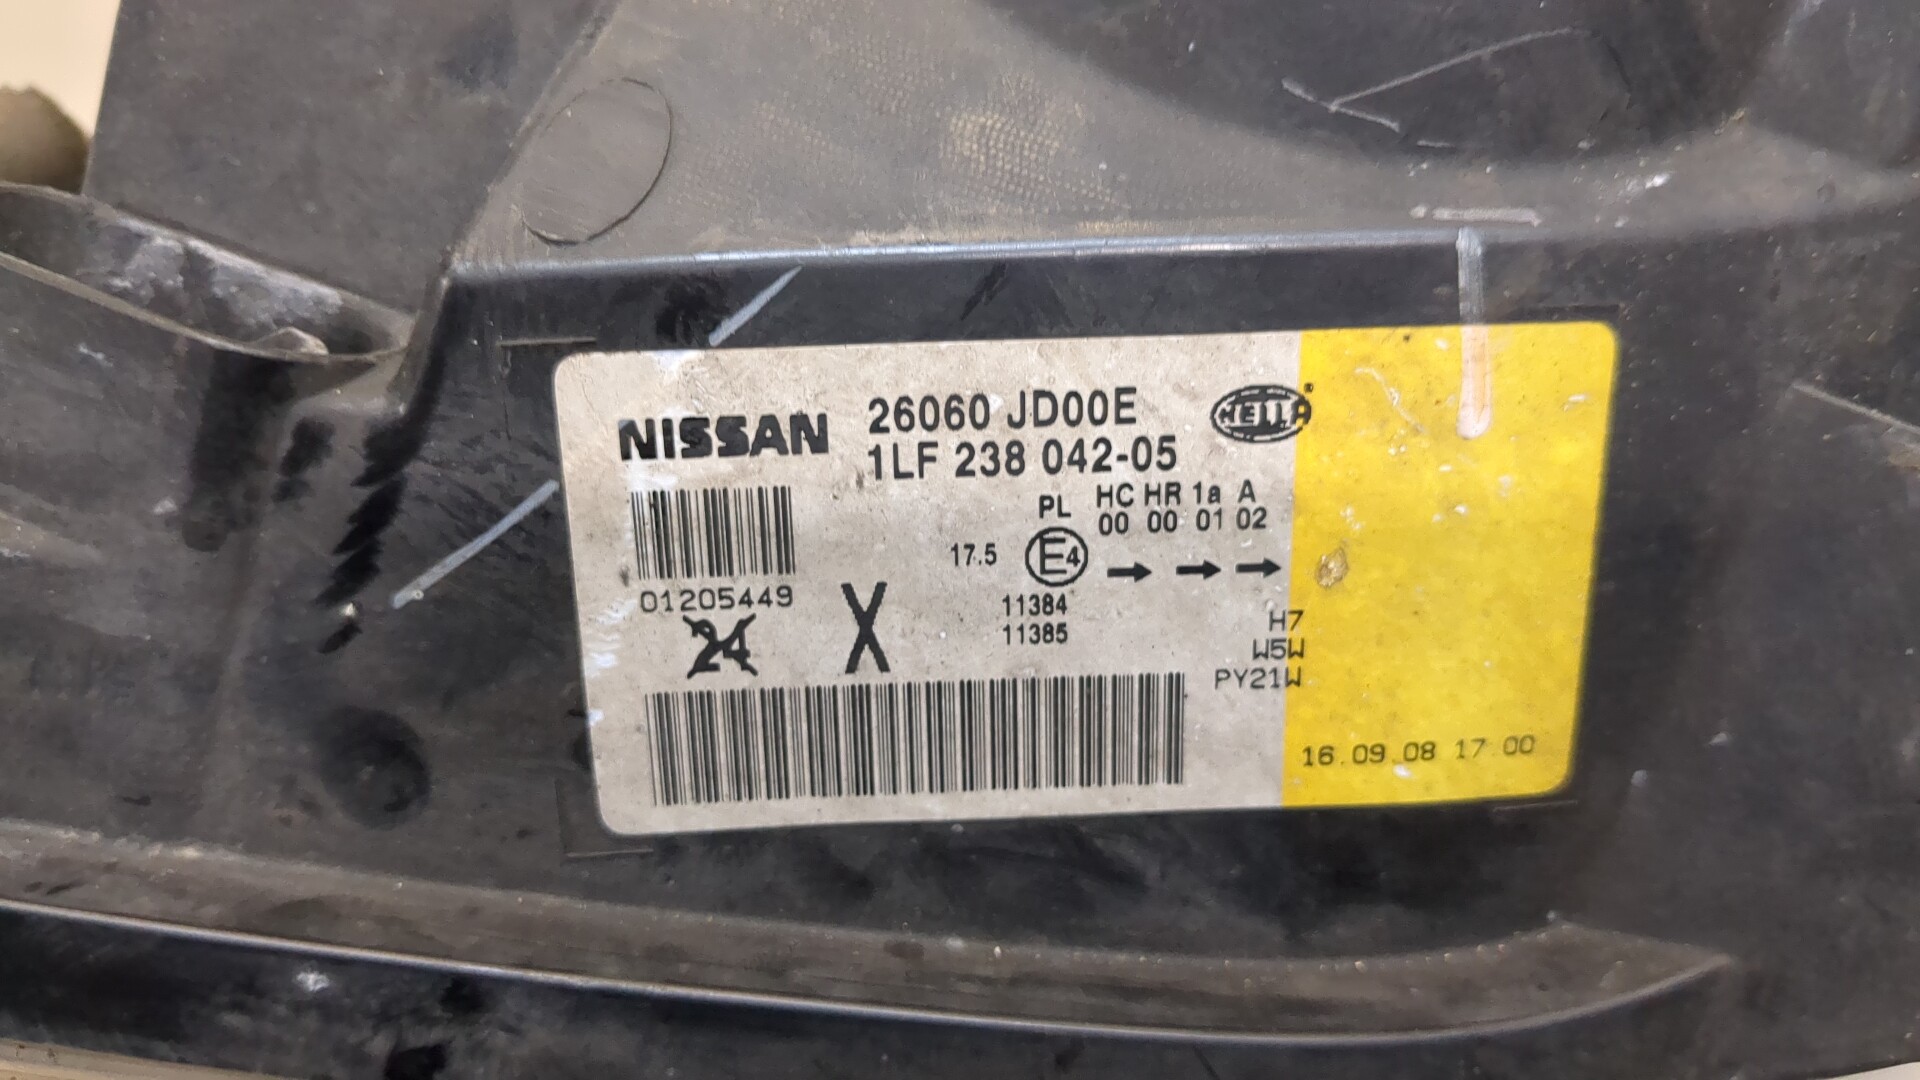 NISSAN
26060 JD00E
1LF 238 042-05
HELLA®
PL
HC HR 1a A
00 00 01 02
17.5
E4
→ → →
01205449
24
X
11384
11385
H7
W5W
PY21W
16.09.08 17 00